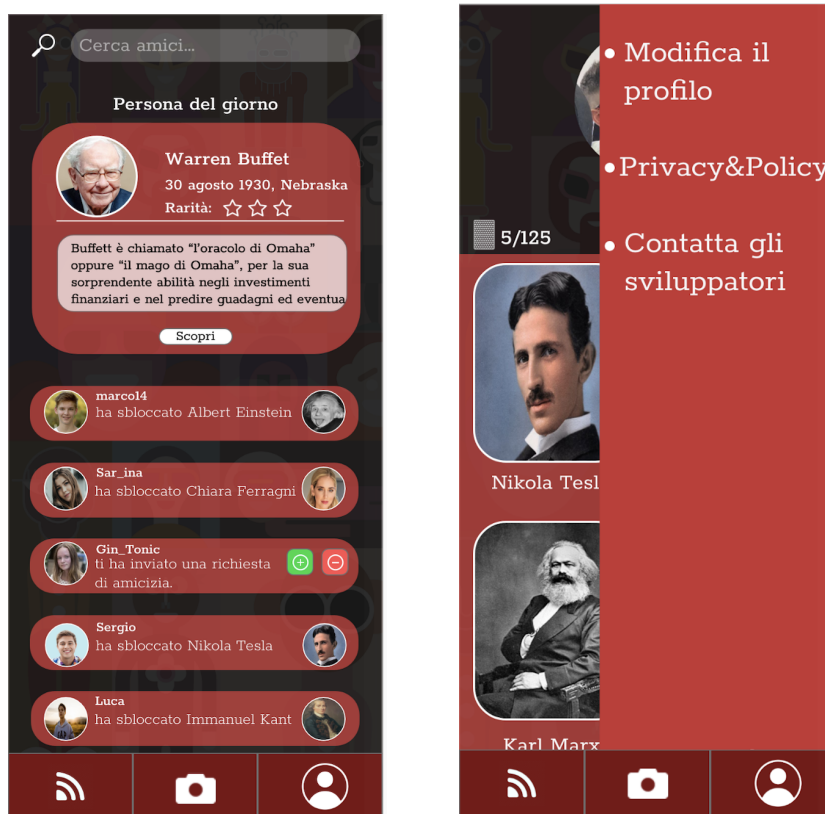 Cerca amici...
Persona del giorno
Warren Buffet
30 agosto 1930, Nebraska
Rarità:
Buffett è chiamato “l'oracolo di Omaha”
oppure “il mago di Omaha”, per la sua
sorprendente abilità negli investimenti
finanziari e nel predire guadagni ed eventua
Scopri
marco14
ha sbloccato Albert Einstein
Sar_ina
ha sbloccato Chiara Ferragni
Gin_Tonic
ti ha inviato una richiesta
di amicizia.
Sergio
ha sbloccato Nikola Tesla
Luca
ha sbloccato Immanuel Kant
• Modifica il
profilo
•Privacy&Policy
5/125
• Contatta gli
sviluppatori
Nikola Tesl
Karl Marx